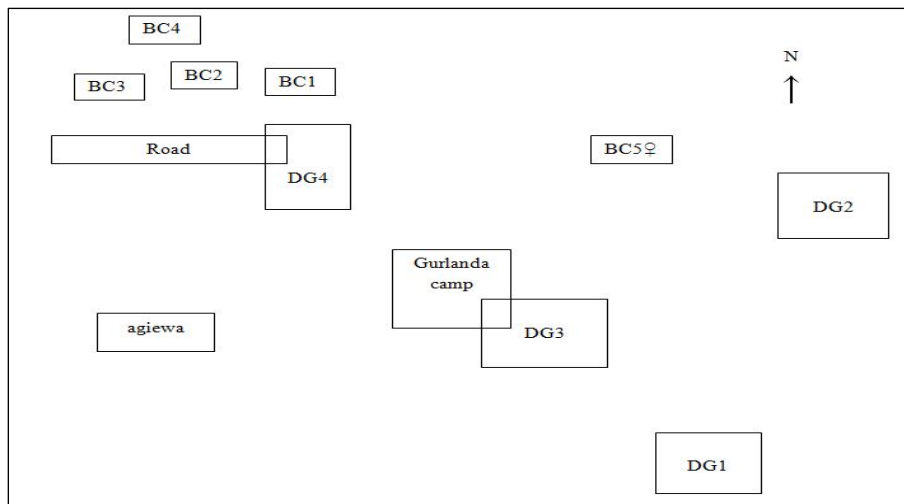 BC4
BC3
BC2
BC1
N
Road
DG4
BC5♀
DG2
Gurlanda
camp
agiewa
DG3
DG1